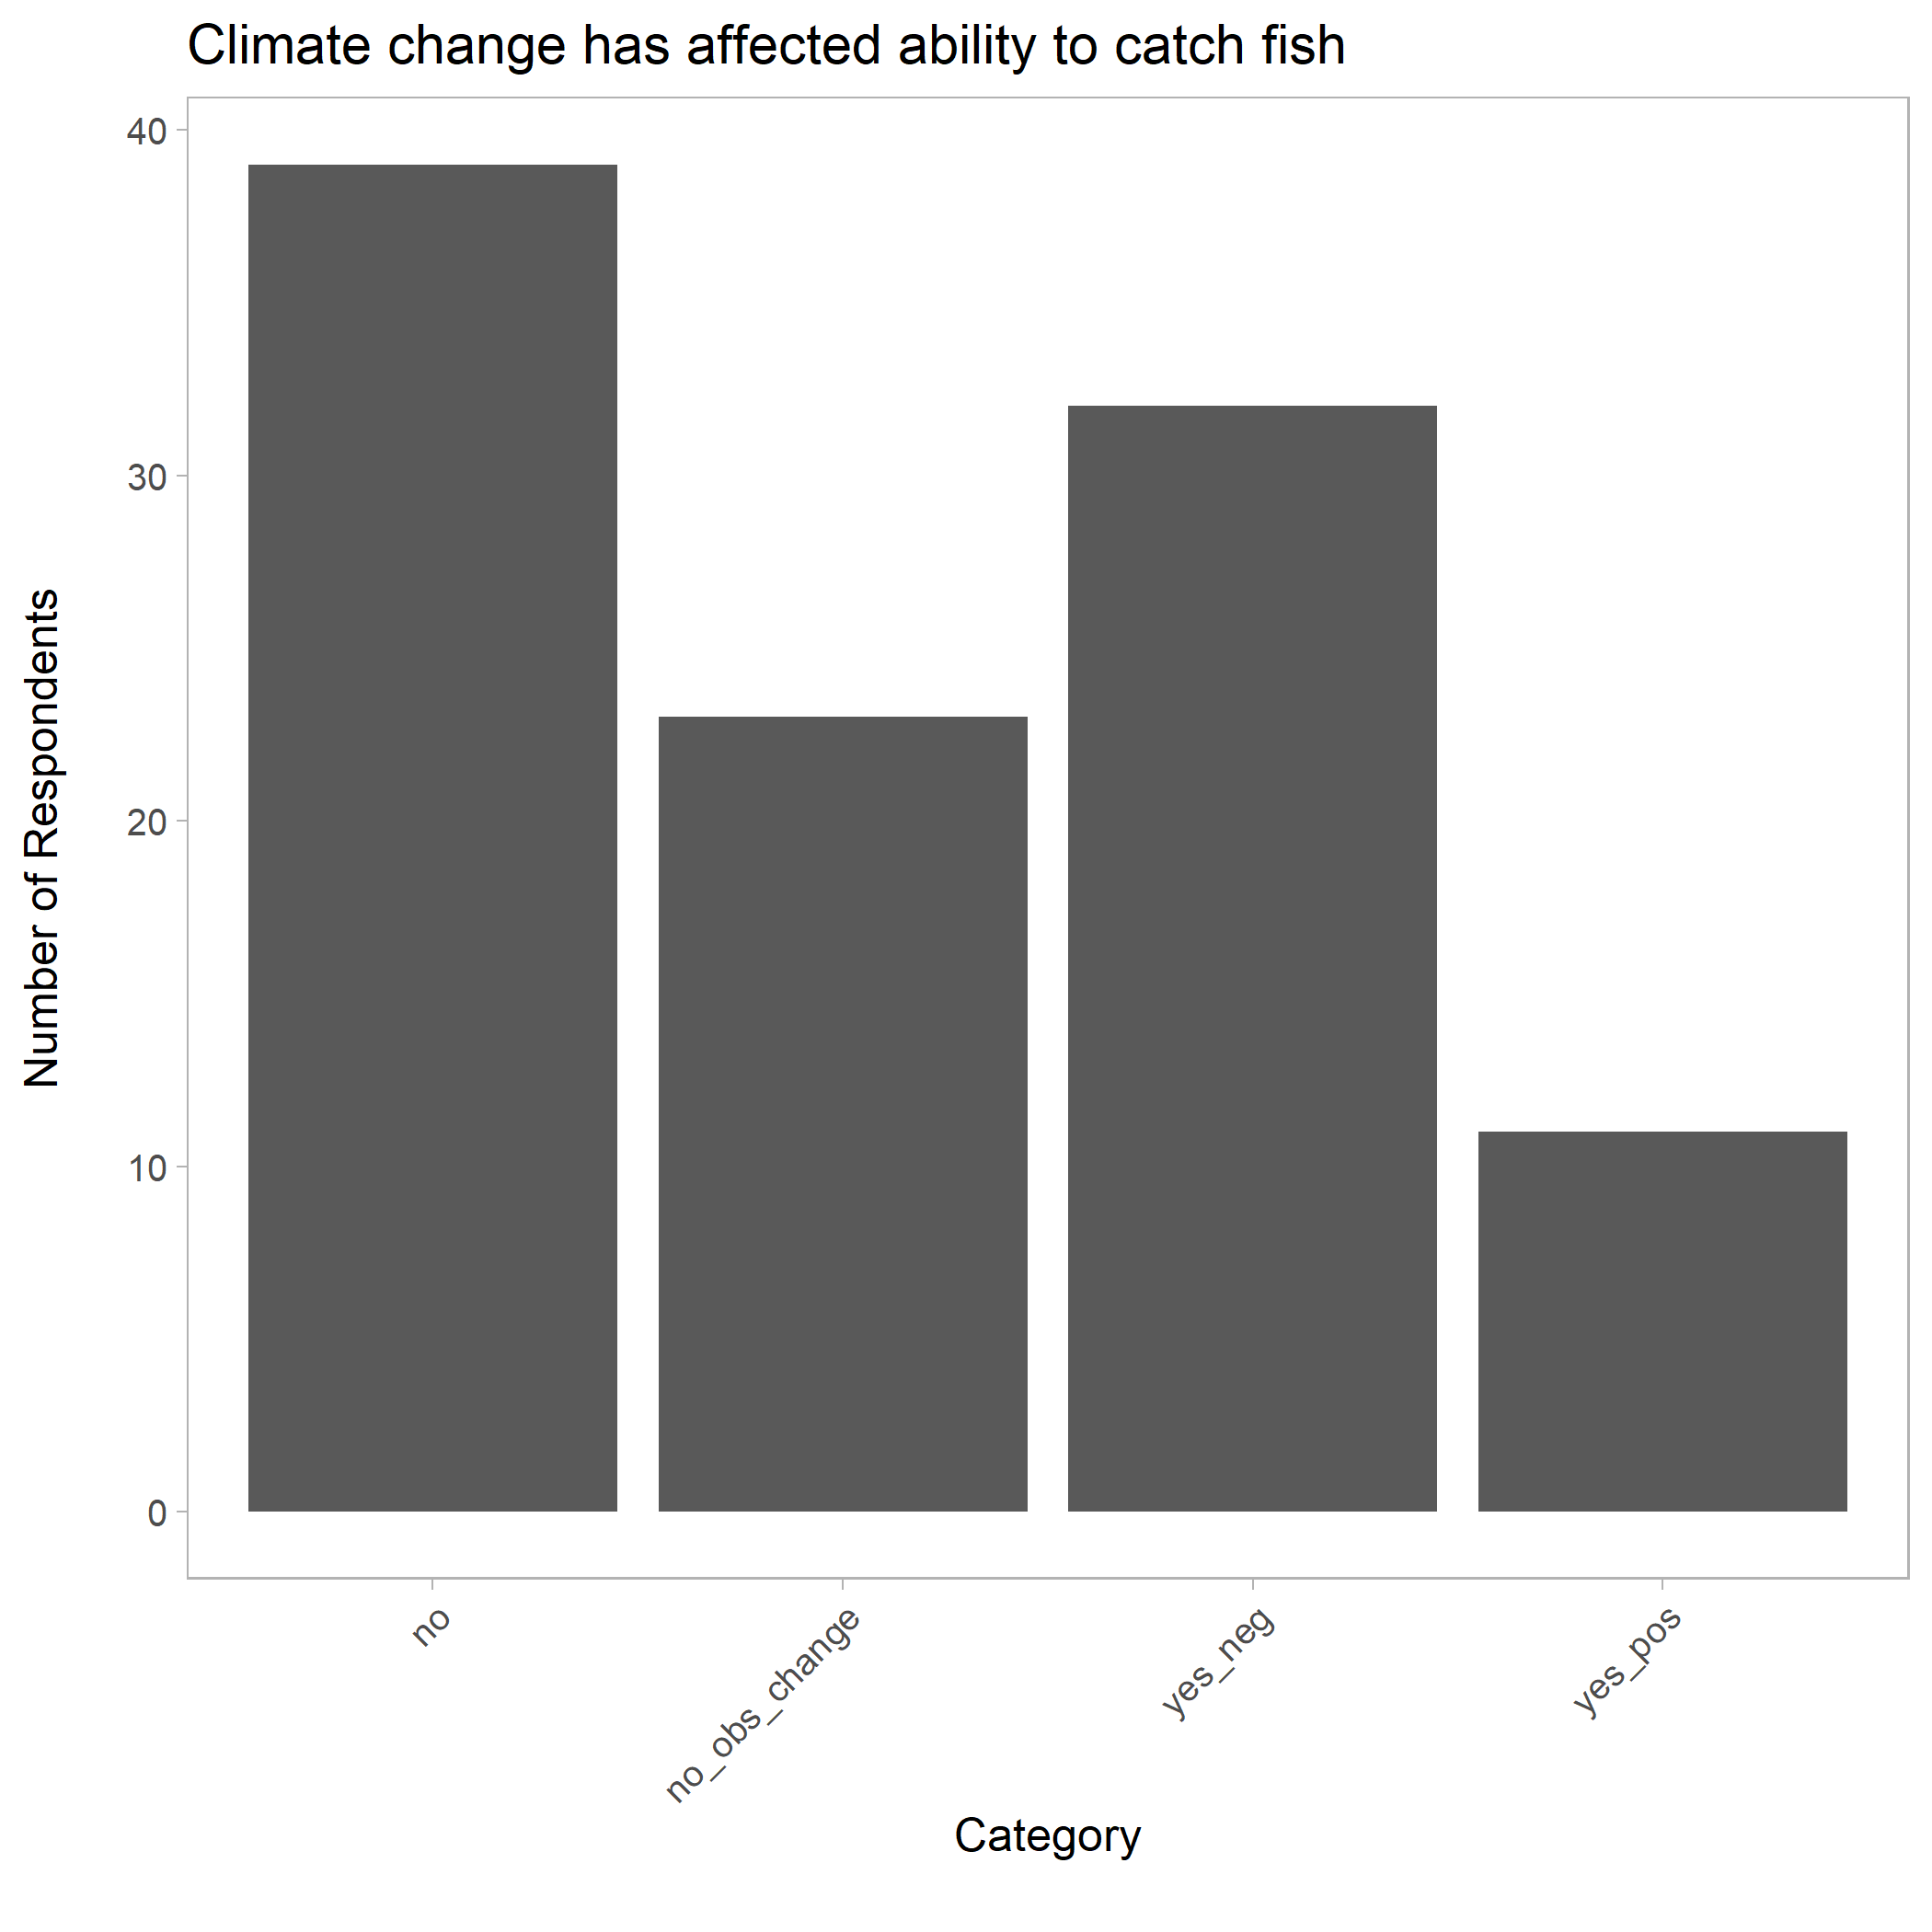 Climate change has affected ability to catch fish
Number of Respondents
40
30
20
10
0
no
no_obs_change
yes_neg
yes_pos
Category